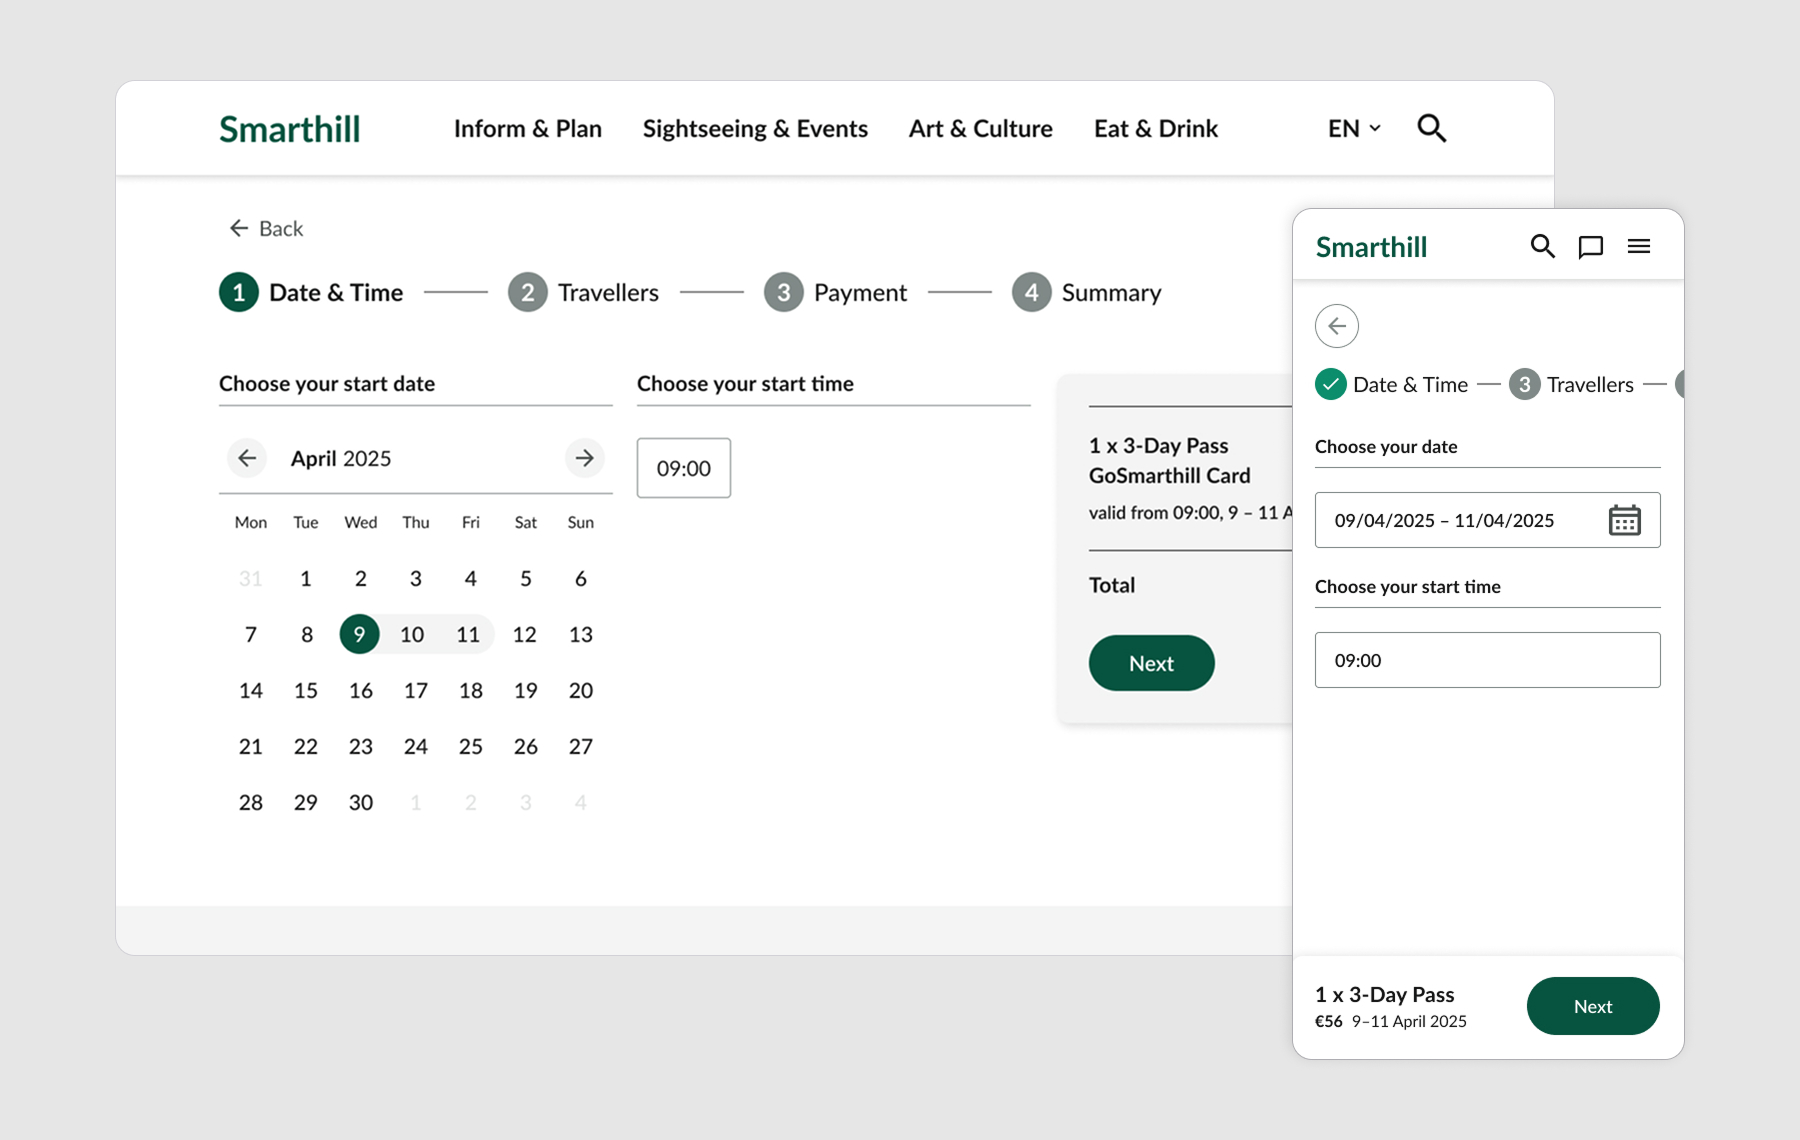 Smarthill
Inform & Plan Sightseeing & Events Art & Culture Eat & Drink EN
Back
1 Date & Time 2 Travellers 3 Payment 4 Summary
Choose your start date
April 2025
Mon Tue Wed Thu Fri Sat Sun
31 1 2 3 4 5 6
7 8 9 10 11 12 13
14 15 16 17 18 19 20
21 22 23 24 25 26 27
28 29 30 1 2 3 4
Choose your start time
09:00
1 x 3-Day Pass
GoSmarthill Card
valid from 09:00, 9 – 11 A
Total
Next
Smarthill
Date & Time 3 Travellers
Choose your date
09/04/2025 – 11/04/2025
Choose your start time
09:00
1 x 3-Day Pass
€56 9–11 April 2025
Next